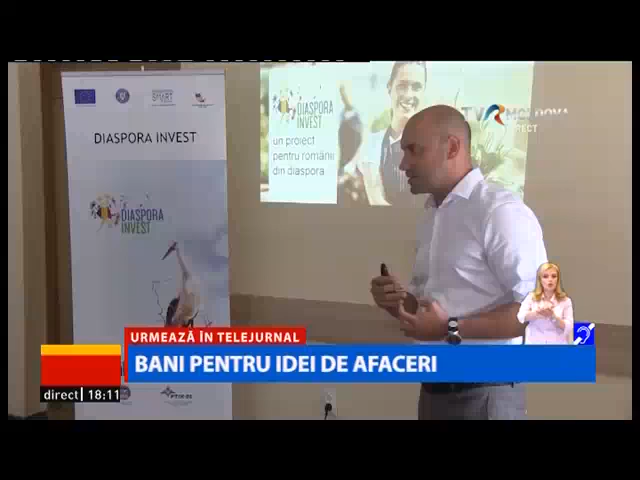 SMART
DIASPORA INVEST
DIASPORA
INVEST
DIASPORA
INVEST
un proiect
pentru românii
din diaspora
TVR MOLDOVA
DIRECT
URMEAZĂ ÎN TELEJURNAL
BANI PENTRU IDEI DE AFACERI
direct 18:11